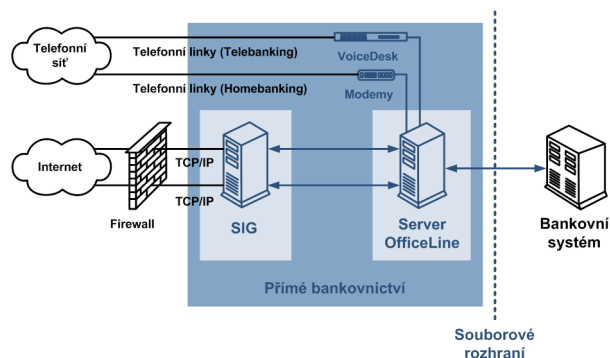 Telefonní
síť
Telefonní linky (Telebanking)
VoiceDesk
Telefonní linky (Homebanking)
Modemy
Internet
Firewall
TCP/IP
TCP/IP
SIG
Server
OfficeLine
Bankovní
systém
Přímé bankovnictví
Souborové
rozhraní